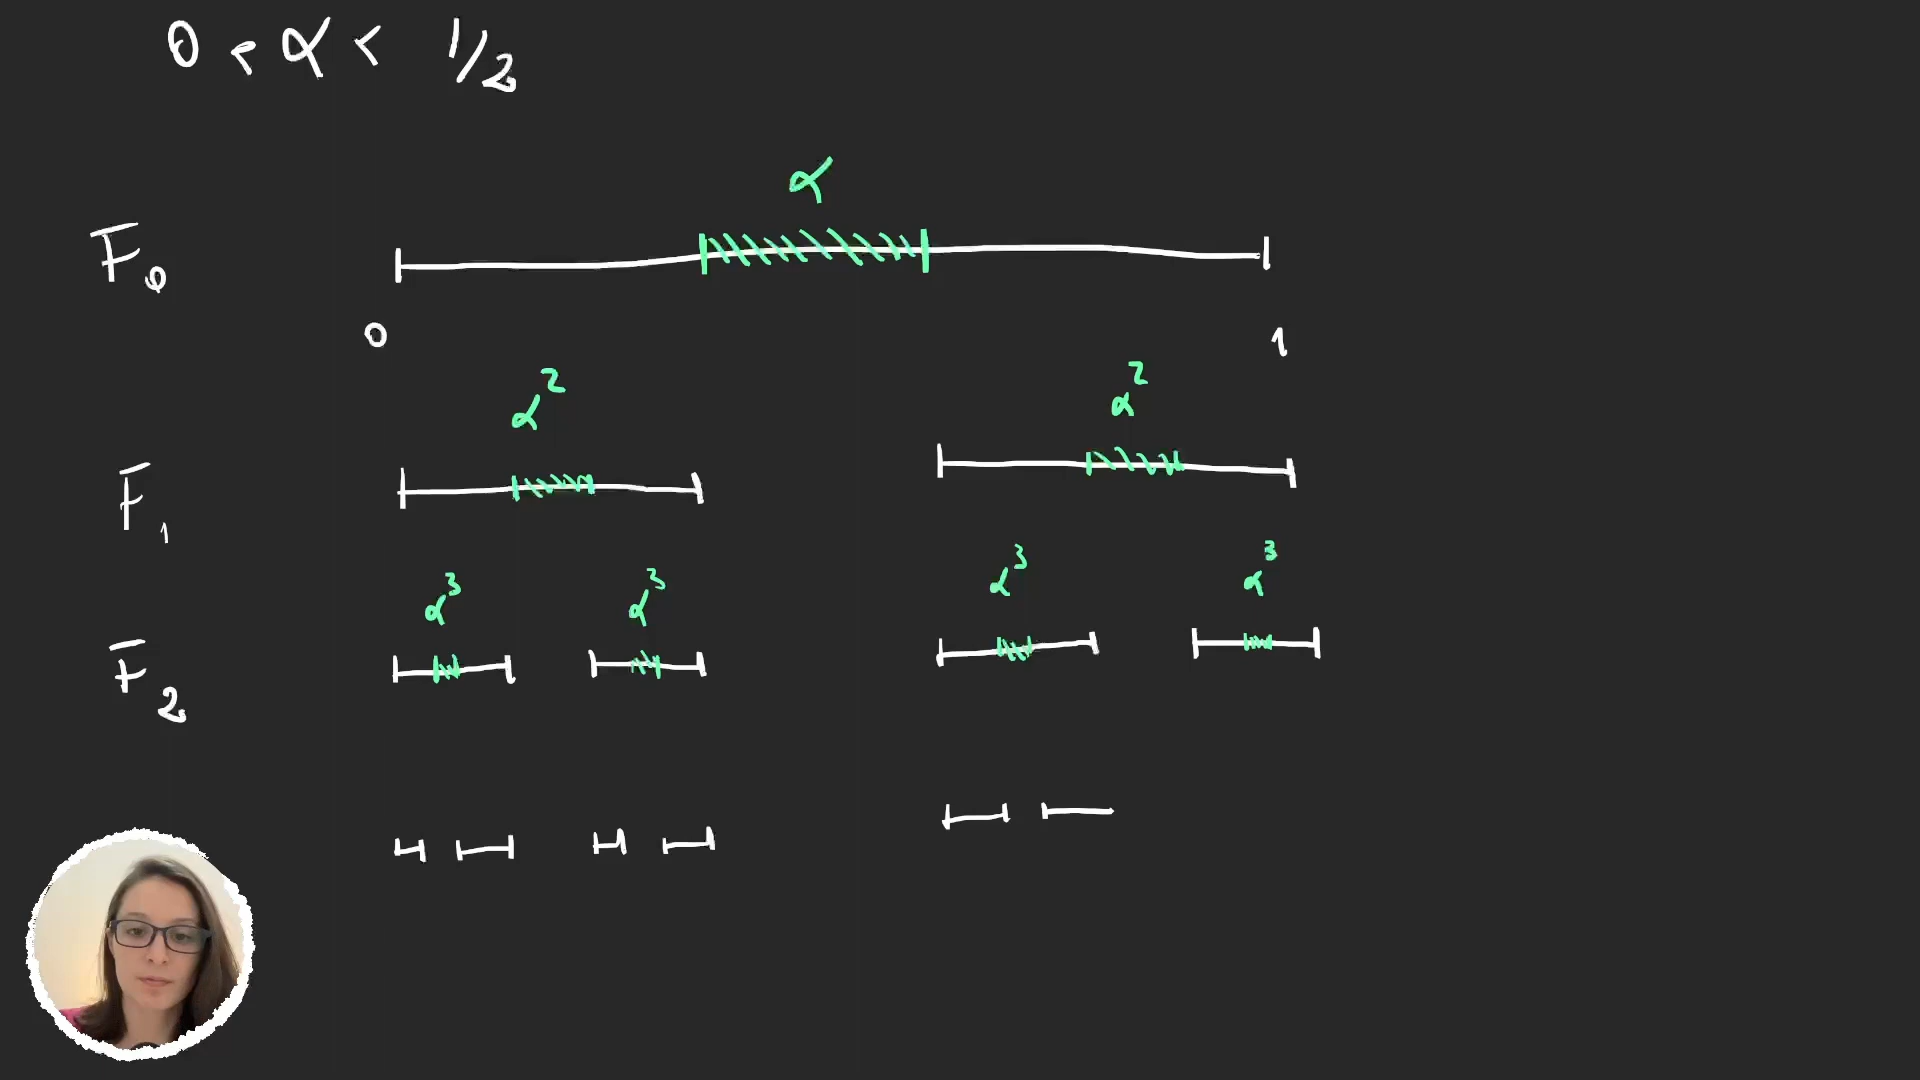 0 < α < 1/2
α
F₀
0 1
α² α²
F₁
α³ α³ α³ α³
F₂